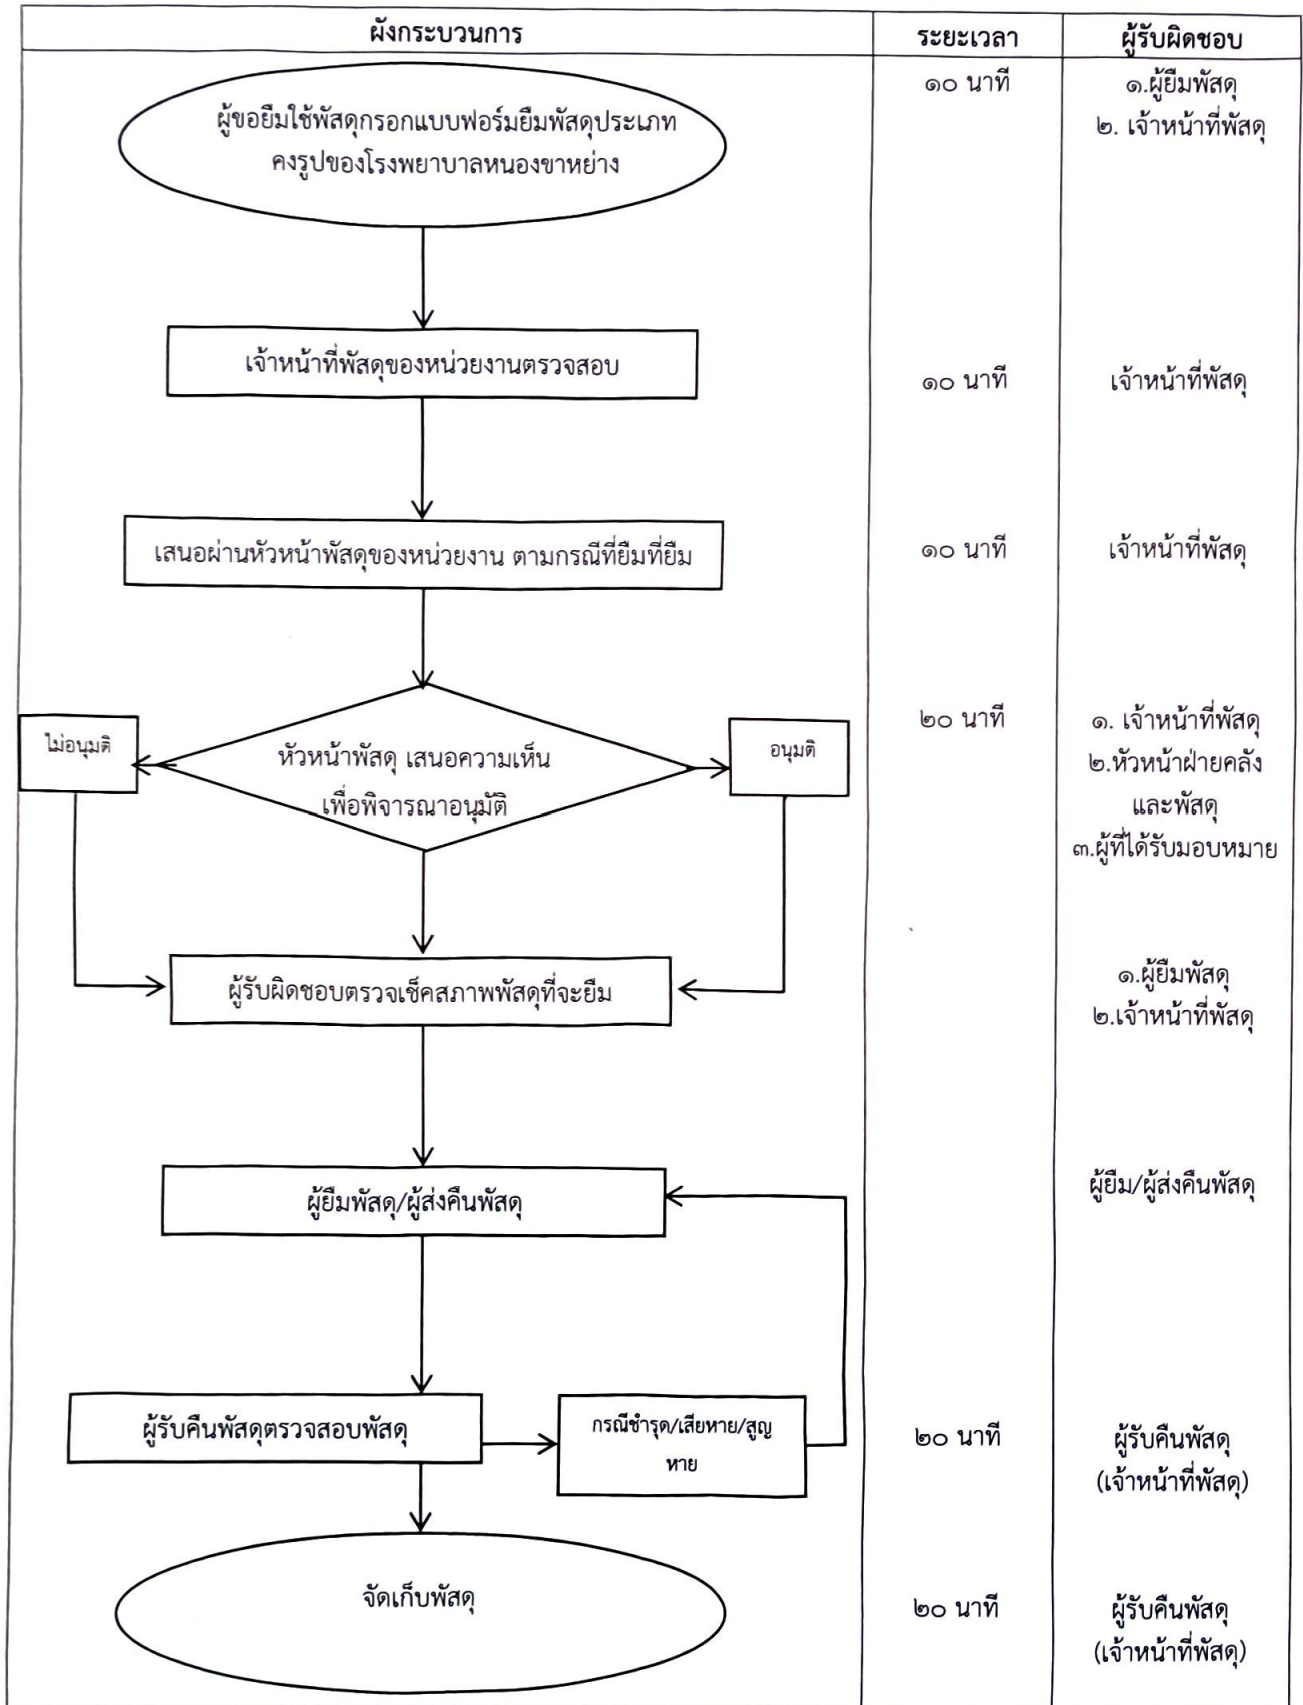 ผังกระบวนการ ระยะเวลา ผู้รับผิดชอบ
ผู้ขอยืมใช้พัสดุกรอกแบบฟอร์มยืมพัสดุประเภท
คงรูปของโรงพยาบาลหนองขาหย่าง
๑๐ นาที
๑.ผู้ยืมพัสดุ
๒. เจ้าหน้าที่พัสดุ
เจ้าหน้าที่พัสดุของหน่วยงานตรวจสอบ
๑๐ นาที
เจ้าหน้าที่พัสดุ
เสนอผ่านหัวหน้าพัสดุของหน่วยงาน ตามกรณีที่ยืมที่ยืม
๑๐ นาที
เจ้าหน้าที่พัสดุ
ไม่อนุมติ
หัวหน้าพัสดุ เสนอความเห็น
เพื่อพิจารณาอนุมัติ
อนุมติ
๒๐ นาที
๑. เจ้าหน้าที่พัสดุ
๒.หัวหน้าฝ่ายคลัง
และพัสดุ
๓.ผู้ที่ได้รับมอบหมาย
ผู้รับผิดชอบตรวจเช็คสภาพพัสดุที่จะยืม
๑.ผู้ยืมพัสดุ
๒.เจ้าหน้าที่พัสดุ
ผู้ยืมพัสดุ/ผู้ส่งคืนพัสดุ
ผู้ยืม/ผู้ส่งคืนพัสดุ
ผู้รับคืนพัสดุตรวจสอบพัสดุ
กรณีชำรุด/เสียหาย/สูญ
หาย
๒๐ นาที
ผู้รับคืนพัสดุ
(เจ้าหน้าที่พัสดุ)
จัดเก็บพัสดุ
๒๐ นาที
ผู้รับคืนพัสดุ
(เจ้าหน้าที่พัสดุ)